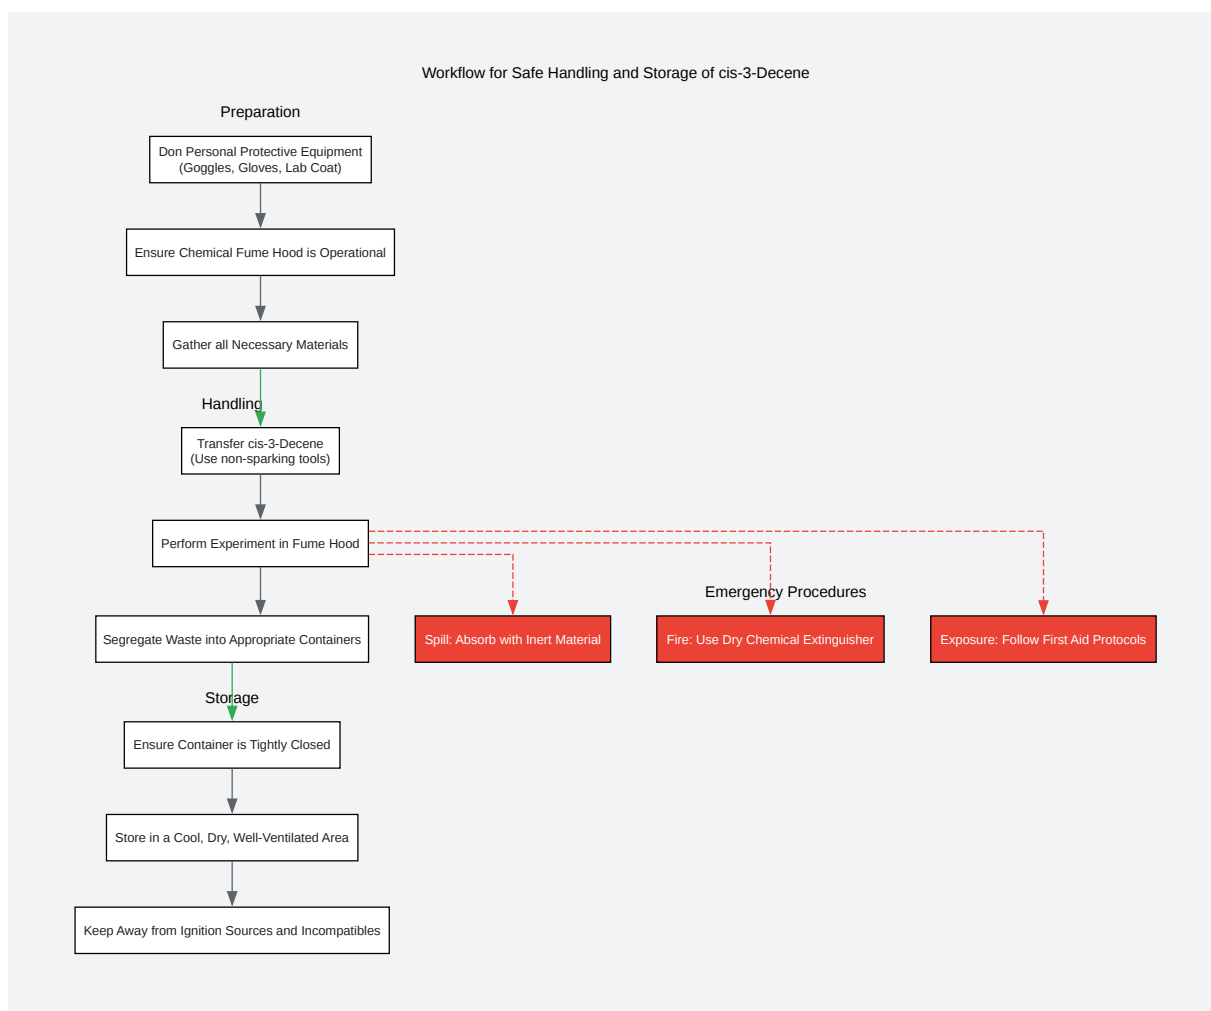 Workflow for Safe Handling and Storage of cis-3-Decene
Preparation
Don Personal Protective Equipment
(Goggles, Gloves, Lab Coat)
Ensure Chemical Fume Hood is Operational
Gather all Necessary Materials
Handling
Transfer cis-3-Decene
(Use non-sparking tools)
Perform Experiment in Fume Hood
Emergency Procedures
Segregate Waste into Appropriate Containers
Spill: Absorb with Inert Material
Fire: Use Dry Chemical Extinguisher
Exposure: Follow First Aid Protocols
Storage
Ensure Container is Tightly Closed
Store in a Cool, Dry, Well-Ventilated Area
Keep Away from Ignition Sources and Incompatibles